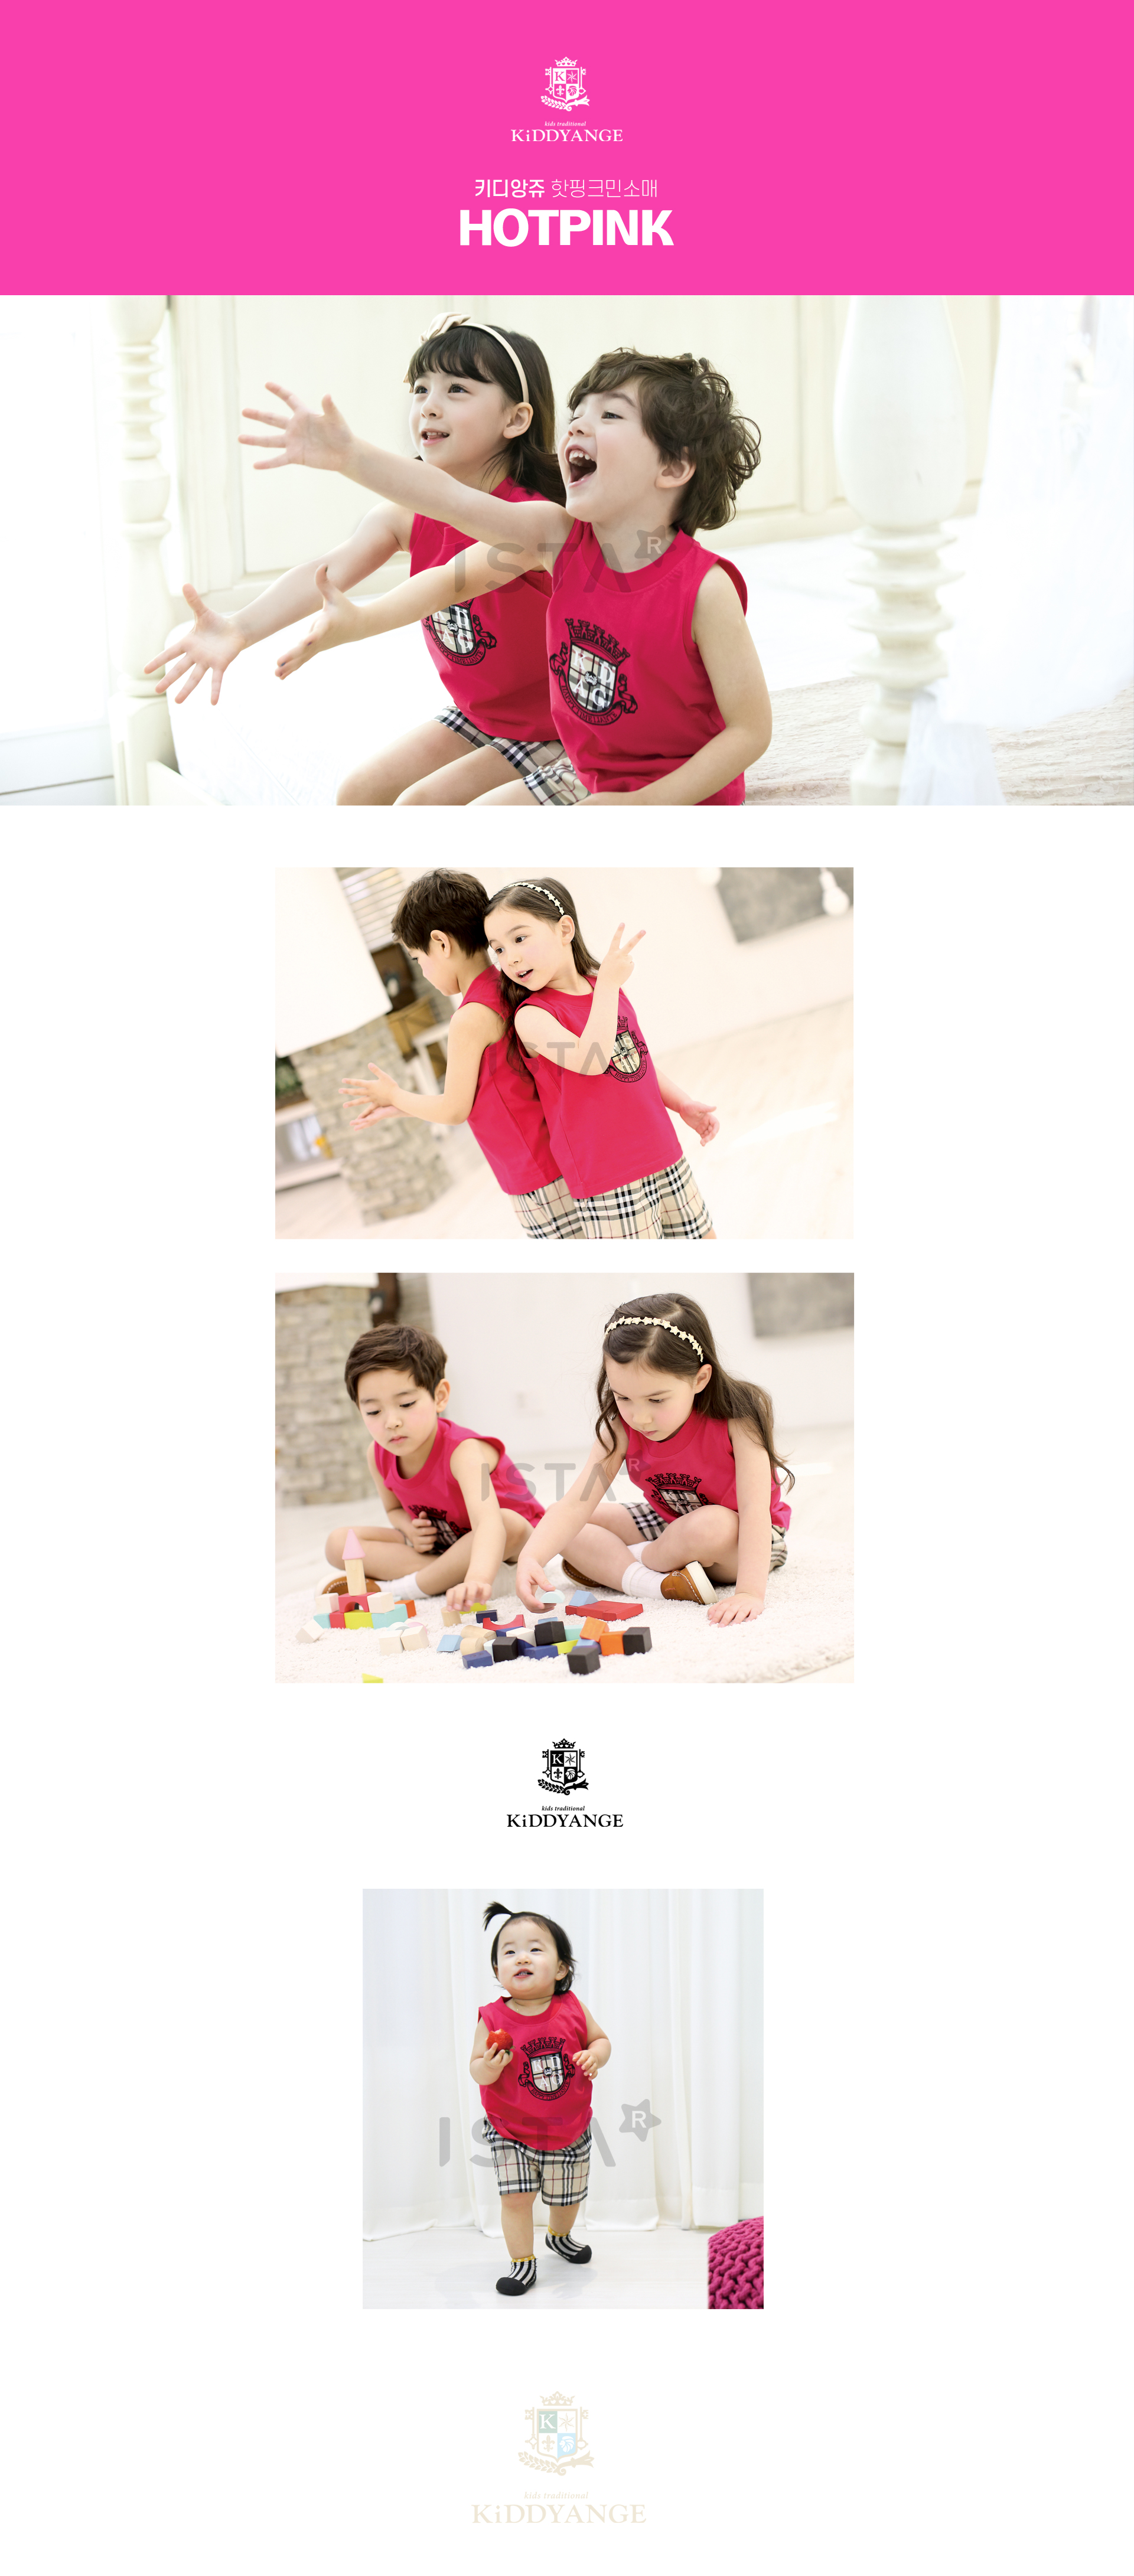 K
kids traditional
KiDDYANGE
키디앙쥬 핫핑크민소매
HOTPINK
ISTA R
K D
A G
ISTA
ISTA R
K
kids traditional
KiDDYANGE
ISTA R
K
kids traditional
KiDDYANGE